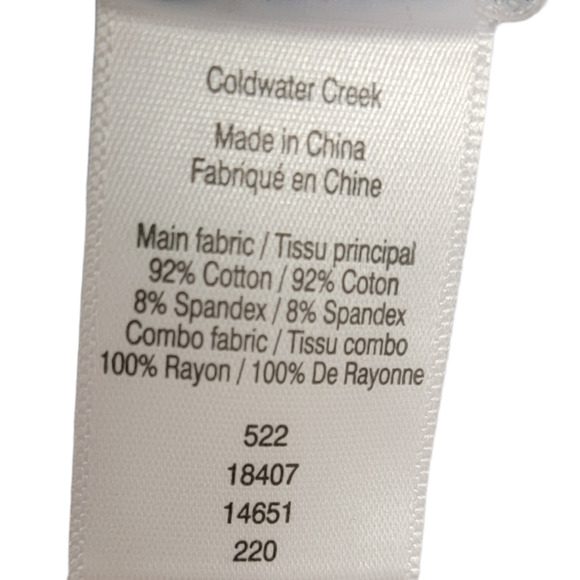 Coldwater Creek
Made in China
Fabriqué en Chine
Main fabric / Tissu principal
92% Cotton / 92% Coton
8% Spandex / 8% Spandex
Combo fabric / Tissu combo
100% Rayon / 100% De Rayonne
522
18407
14651
220